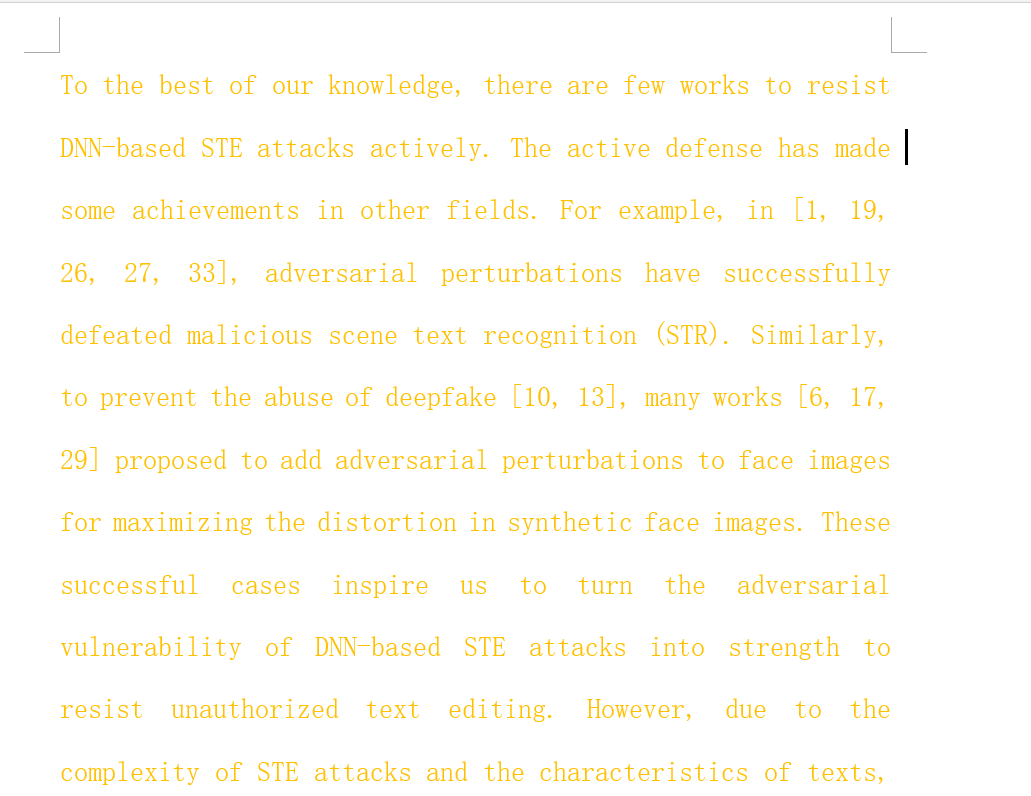 To the best of our knowledge, there are few works to resist
DNN-based STE attacks actively. The active defense has made
some achievements in other fields. For example, in [1, 19,
26, 27, 33], adversarial perturbations have successfully
defeated malicious scene text recognition (STR). Similarly,
to prevent the abuse of deepfake [10, 13], many works [6, 17,
29] proposed to add adversarial perturbations to face images
for maximizing the distortion in synthetic face images. These
successful cases inspire us to turn the adversarial
vulnerability of DNN-based STE attacks into strength to
resist unauthorized text editing. However, due to the
complexity of STE attacks and the characteristics of texts,